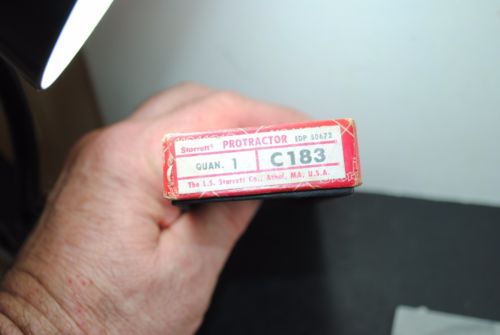 Starrett® PROTRACTOR EDP 50672
QUAN. 1 C183
The L.S. Starrett Co., Athol, MA. U.S.A.